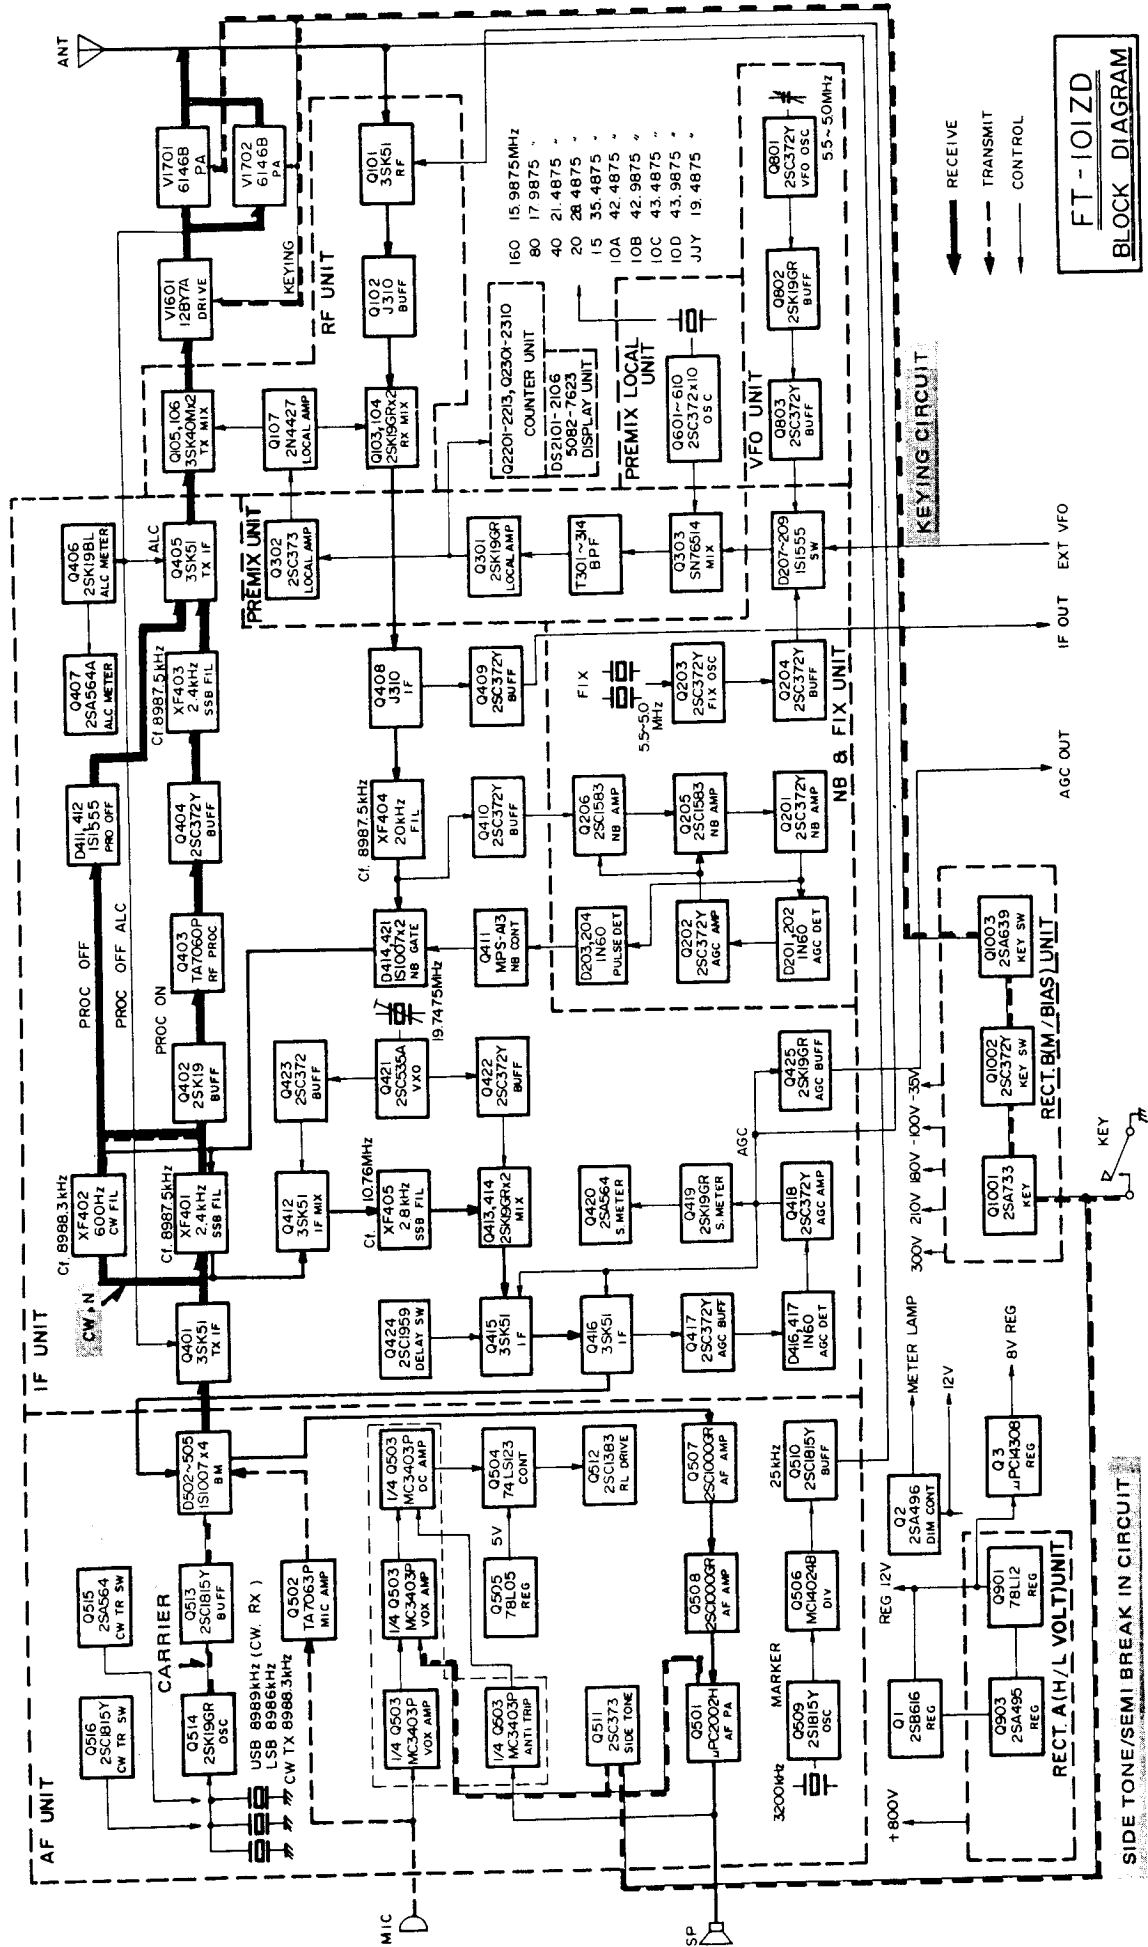 FT-101ZD
BLOCK DIAGRAM
RECEIVE
TRANSMIT
CONTROL
ANT
V1701
6146B
PA
V1702
6146B
PA
V1601
12BY7A
DRIVE
KEYING
RF UNIT
Q105,106
3SK40Mx2
TX MIX
Q107
2N4427
LOCAL AMP
Q101
3SK51
RF
Q102
J310
BUFF
Q103,104
2SK19GRx2
RX MIX
160 15.9875MHz
80 17.9875 "
40 21.4875 "
20 28.4875 "
15 35.4875 "
10A 42.4875 "
10B 42.9875 "
10C 43.4875 "
10D 43.9875 "
JJY 19.4875 "
Q2201-2213, Q2301-2310
COUNTER UNIT
DS2101-2106
5082-7623
DISPLAY UNIT
PREMIX LOCAL
UNIT
Q601~610
2SC372x10
OSC
VFO UNIT
Q801
2SC372Y
VFO OSC
5.5~5.0MHz
Q802
2SK19GR
BUFF
Q803
2SC372Y
BUFF
KEYING CIRCUIT
IF UNIT
Q406
2SK19BL
ALC METER
Q407
2SA564A
ALC METER
ALC
Q405
3SK51
TX IF
Cf.8987.5kHz
XF403
2.4kHz
SSB FIL
D411,412
1S1555
PRO OFF
Q404
2SC372Y
BUFF
Q403
TA7060P
RF PROC
PROC OFF
PROC OFF ALC
PROC ON
Q402
2SK19
BUFF
Cf. 8988.3kHz
XF402
600Hz
CW FIL
Cf.8987.5kHz
XF401
2.4kHz
SSB FIL
CW N
Q401
3SK51
TX IF
PREMIX UNIT
Q302
2SC373
LOCAL AMP
Q301
2SK19GR
LOCAL AMP
T301~314
BPF
Q303
SN76514
MIX
D207~209
1S1555
SW
EXT VFO
Q408
J310
IF
Q409
2SC372Y
BUFF
IF OUT
FIX
5.5~5.0
MHz
Q203
2SC372Y
FIX OSC
Q204
2SC372Y
BUFF
NB & FIX UNIT
Cf. 8987.5kHz
XF404
20kHz
FIL
Q410
2SC372Y
BUFF
Q206
2SC1583
NB AMP
Q205
2SC1583
NB AMP
Q201
2SC372Y
NB AMP
D414,421
1S1007x2
NB GATE
Q411
MPS-A13
NB CONT
D203,204
1N60
PULSE DET
Q202
2SC372Y
AGC AMP
D201,202
1N60
AGC DET
AGC OUT
Q423
2SC372
BUFF
Q421
2SC535A
VXO
19.7475MHz
Q422
2SC372Y
BUFF
Q412
3SK51
IF MIX
Cf. 10.76MHz
XF405
2.8kHz
SSB FIL
Q413,414
2SK19GRx2
MIX
Q420
2SA564
S.METER
Q419
2SK19GR
S.METER
AGC
Q425
2SK19GR
AGC BUFF
Q418
2SC372Y
AGC AMP
Q424
2SC1959
DELAY SW
Q415
3SK51
IF
Q416
3SK51
IF
Q417
2SC372Y
AGC BUFF
D416,417
1N60
AGC DET
Q1003
2SA639
KEY SW
Q1002
2SC372Y
KEY SW
Q1001
2SA733
KEY
RECT.B(M/BIAS)UNIT
300V 210V 180V -100V -35V
KEY
AF UNIT
D502~505
1S1007x4
BM
Q515
2SA564
CW TR SW
Q516
2SC1815Y
CW TR SW
CARRIER
Q513
2SC1815Y
BUFF
Q514
2SK19GR
OSC
USB 8989kHz (CW. RX)
LSB 8986kHz
CW TX 8988.3kHz
Q502
TA7063P
MIC AMP
1/4 Q503
MC3403P
DC AMP
1/4 Q503
MC3403P
VOX AMP
1/4 Q503
MC3403P
VOX AMP
1/4 Q503
MC3403P
ANTI TRIP
Q504
74LS123
CONT
5V
Q505
78L05
REG
Q512
2SC1383
RL DRIVE
Q511
2SC373
SIDE TONE
Q507
2SC1000GR
AF AMP
Q508
2SC1000GR
AF AMP
Q501
μPC2002H
AF PA
25kHz
Q510
2SC1815Y
BUFF
Q506
MC14024B
DIV
MARKER
Q509
2S1815Y
OSC
3200kHz
MIC
SP
METER LAMP
12V
8V REG
Q2
2SA496
DIM CONT
Q3
μPC14308
REG
REG 12V
Q901
78L12
REG
Q1
2SB616
REG
Q903
2SA495
REG
RECT.A(H/L VOLT)UNIT
+800V
SIDE TONE/SEMI BREAK IN CIRCUIT